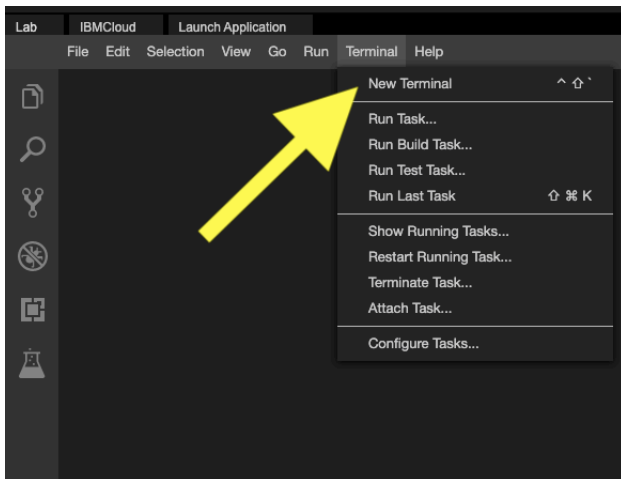 Lab IBMCloud Launch Application
File Edit Selection View Go Run Terminal Help
New Terminal ^ ⇧ `
Run Task...
Run Build Task...
Run Test Task...
Run Last Task ⇧ ⌘ K
Show Running Tasks...
Restart Running Task...
Terminate Task...
Attach Task...
Configure Tasks...